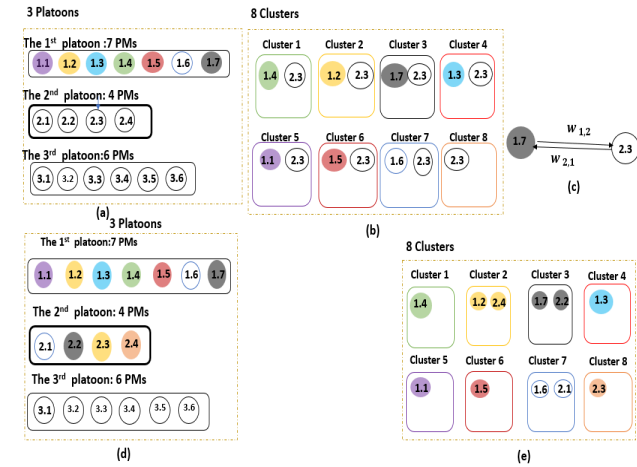 3 Platoons
The 1st platoon :7 PMs
1.1 1.2 1.3 1.4 1.5 1.6 1.7
The 2nd platoon: 4 PMs
2.1 2.2 2.3 2.4
The 3rd platoon:6 PMs
3.1 3.2 3.3 3.4 3.5 3.6
(a)
8 Clusters
Cluster 1 Cluster 2 Cluster 3 Cluster 4
1.4 2.3 1.2 2.3 1.7 2.3 1.3 2.3
Cluster 5 Cluster 6 Cluster 7 Cluster 8
1.1 2.3 1.5 2.3 1.6 2.3 2.3
(b)
1.7 w1,2 2.3
w2,1
(c)
3 Platoons
The 1st platoon:7 PMs
1.1 1.2 1.3 1.4 1.5 1.6 1.7
The 2nd platoon: 4 PMs
2.1 2.2 2.3 2.4
The 3rd platoon: 6 PMs
3.1 3.2 3.3 3.4 3.5 3.6
(d)
8 Clusters
Cluster 1 Cluster 2 Cluster 3 Cluster 4
1.4 1.2 2.4 1.7 2.2 1.3
Cluster 5 Cluster 6 Cluster 7 Cluster 8
1.1 1.5 1.6 2.1 2.3
(e)